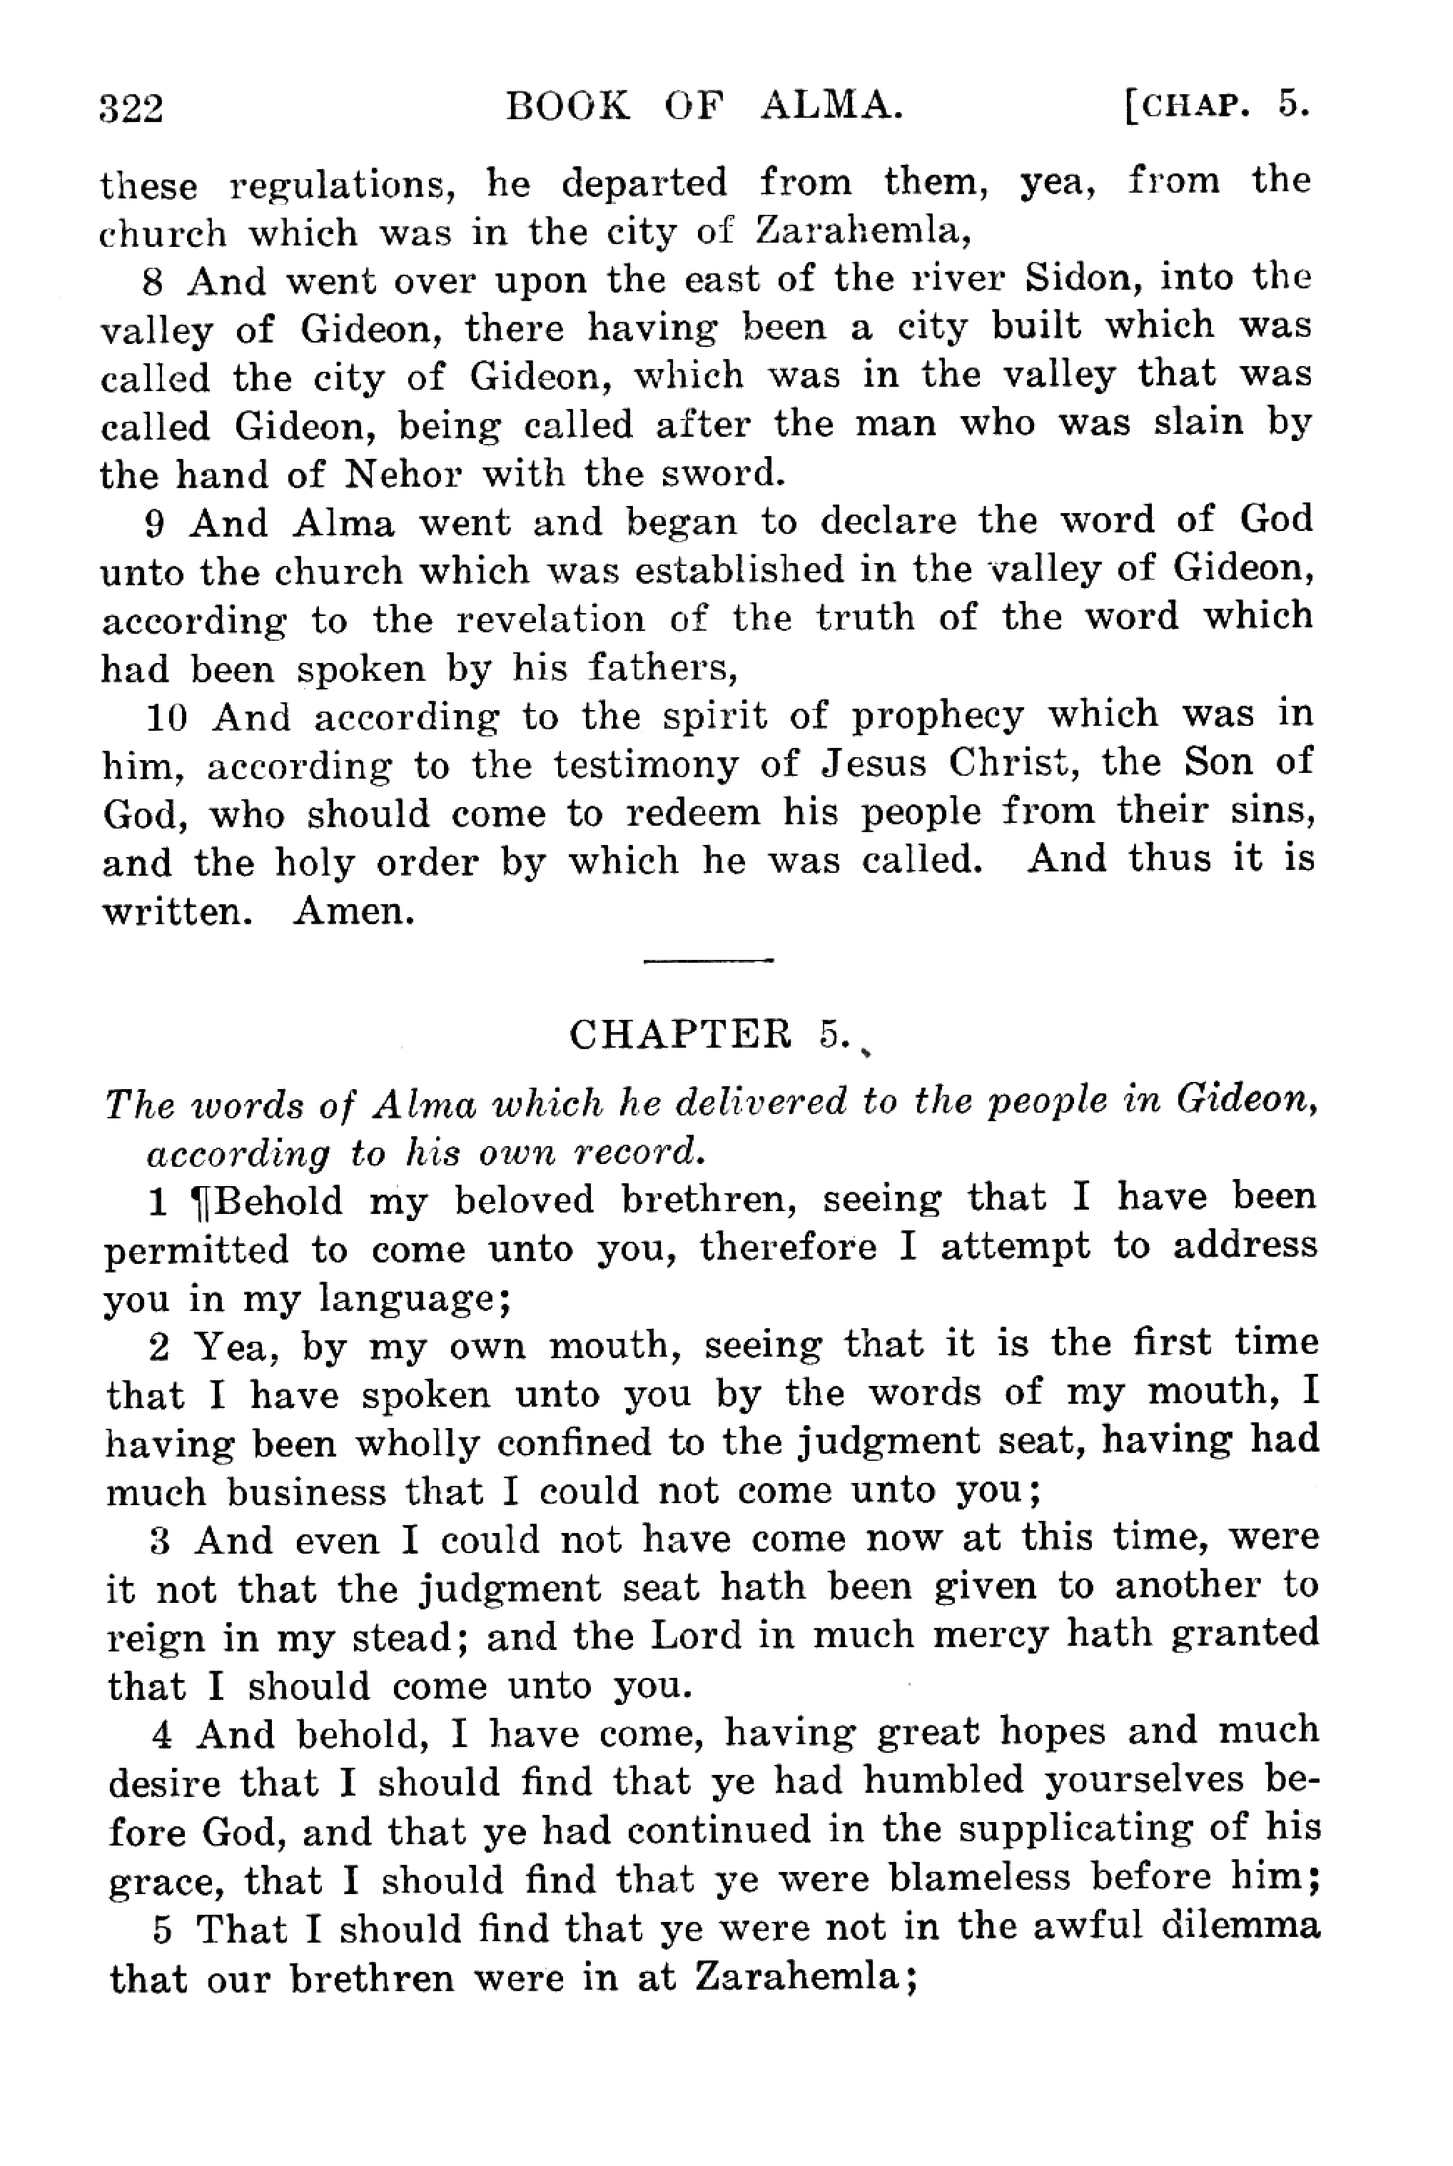 322 BOOK OF ALMA. [CHAP. 5.
these regulations, he departed from them, yea, from the
church which was in the city of Zarahemla,
8 And went over upon the east of the river Sidon, into the
valley of Gideon, there having been a city built which was
called the city of Gideon, which was in the valley that was
called Gideon, being called after the man who was slain by
the hand of Nehor with the sword.
9 And Alma went and began to declare the word of God
unto the church which was established in the valley of Gideon,
according to the revelation of the truth of the word which
had been spoken by his fathers,
10 And according to the spirit of prophecy which was in
him, according to the testimony of Jesus Christ, the Son of
God, who should come to redeem his people from their sins,
and the holy order by which he was called. And thus it is
written. Amen.
CHAPTER 5.
The words of Alma which he delivered to the people in Gideon,
according to his own record.
1 ¶Behold my beloved brethren, seeing that I have been
permitted to come unto you, therefore I attempt to address
you in my language;
2 Yea, by my own mouth, seeing that it is the first time
that I have spoken unto you by the words of my mouth, I
having been wholly confined to the judgment seat, having had
much business that I could not come unto you;
3 And even I could not have come now at this time, were
it not that the judgment seat hath been given to another to
reign in my stead; and the Lord in much mercy hath granted
that I should come unto you.
4 And behold, I have come, having great hopes and much
desire that I should find that ye had humbled yourselves be-
fore God, and that ye had continued in the supplicating of his
grace, that I should find that ye were blameless before him;
5 That I should find that ye were not in the awful dilemma
that our brethren were in at Zarahemla;